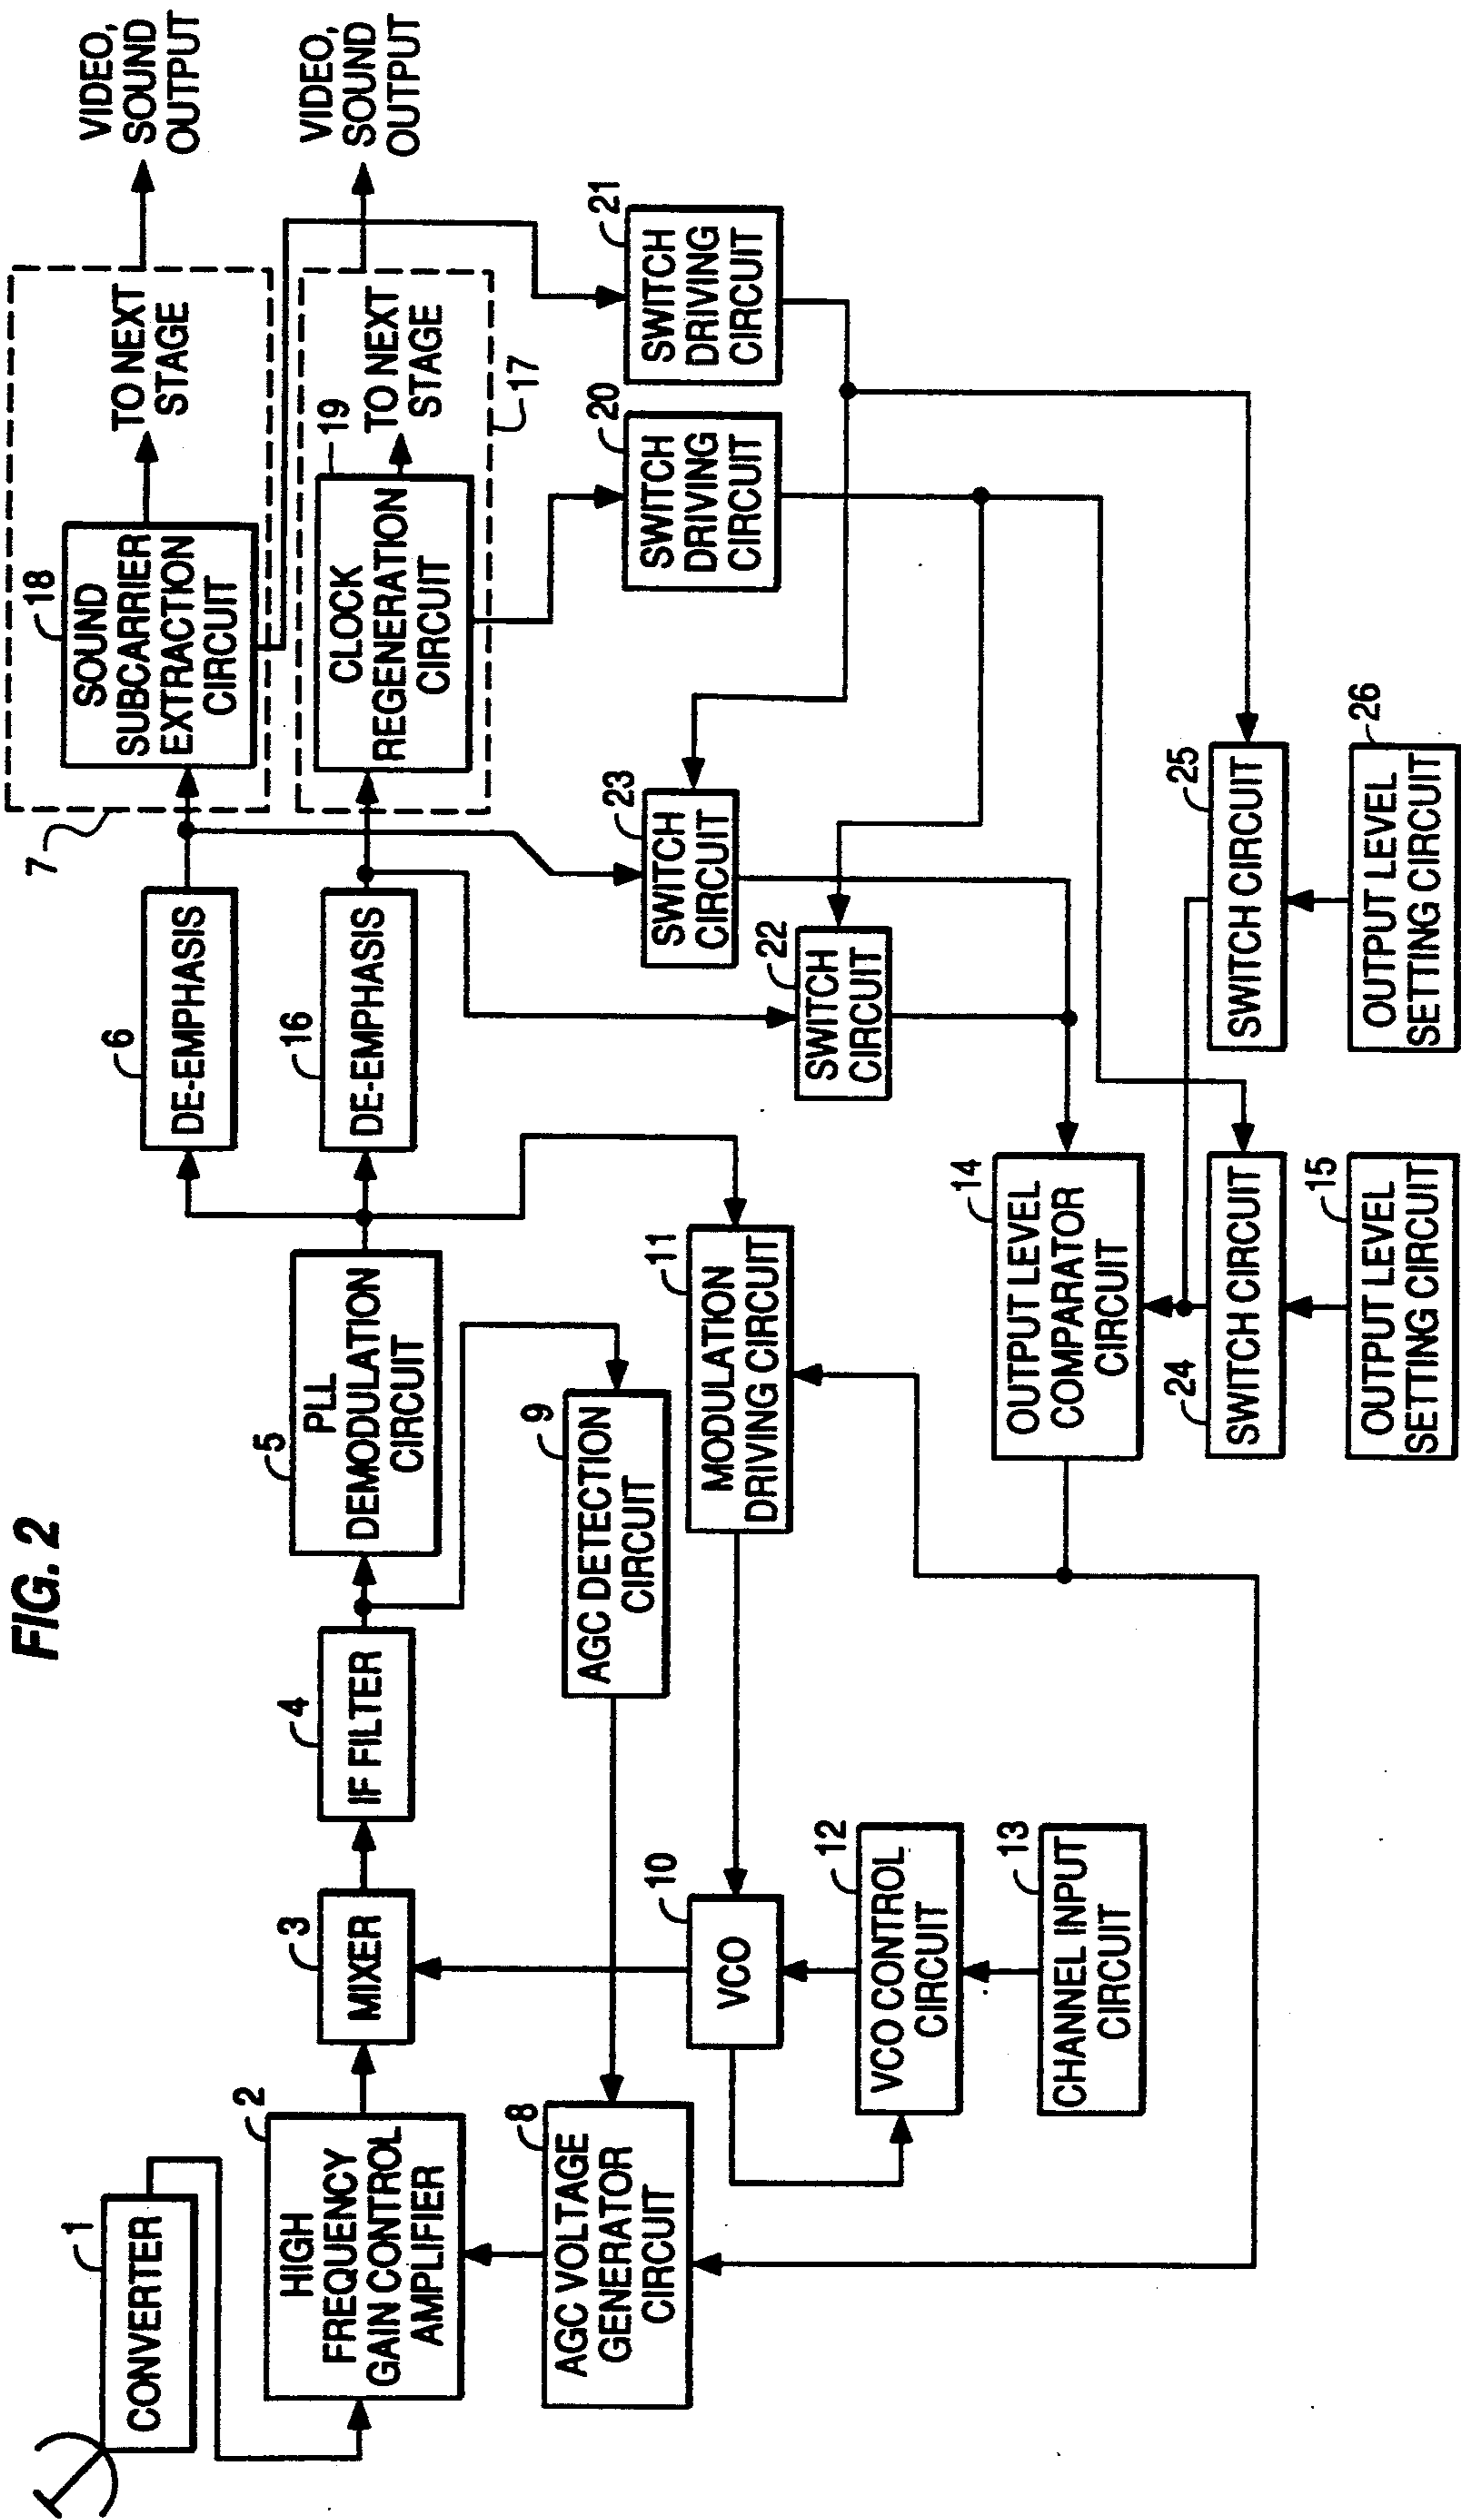 FIG. 2
1
CONVERTER
2
HIGH
FREQUENCY
GAIN CONTROL
AMPLIFIER
3
MIXER
4
IF FILTER
5
PLL
DEMODULATION
CIRCUIT
6
DE-EMPHASIS
16
DE-EMPHASIS
7
18
SOUND
SUBCARRIER
EXTRACTION
CIRCUIT
TO NEXT
STAGE
VIDEO,
SOUND
OUTPUT
19
CLOCK
REGENERATION
CIRCUIT
TO NEXT
STAGE
17
VIDEO,
SOUND
OUTPUT
8
AGC VOLTAGE
GENERATOR
CIRCUIT
9
AGC DETECTION
CIRCUIT
10
VCO
11
MODULATION
DRIVING CIRCUIT
12
VCO CONTROL
CIRCUIT
13
CHANNEL INPUT
CIRCUIT
23
SWITCH
CIRCUIT
22
SWITCH
CIRCUIT
20
SWITCH
DRIVING
CIRCUIT
21
SWITCH
DRIVING
CIRCUIT
14
OUTPUT LEVEL
COMPARATOR
CIRCUIT
24
SWITCH CIRCUIT
15
OUTPUT LEVEL
SETTING CIRCUIT
25
SWITCH CIRCUIT
26
OUTPUT LEVEL
SETTING CIRCUIT